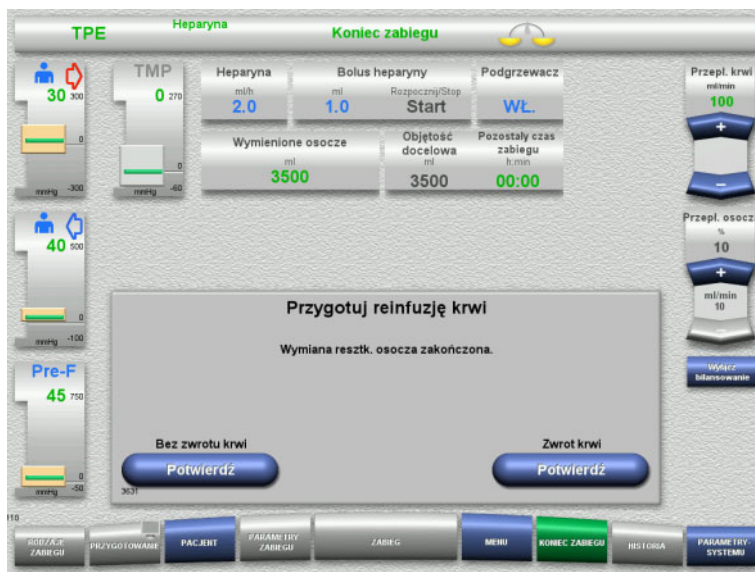 TPE Heparyna Koniec zabiegu
30 300
0
mmHg -300
TMP
0 270
0
mmHg -60
Heparyna
ml/h
2.0
Bolus heparyny
ml Rozpocznij/Stop
1.0 Start
Podgrzewacz
WŁ.
Wymienione osocze
ml
3500
Objętość docelowa
ml
3500
Pozostały czas zabiegu
h:min
00:00
Przepl. krwi
ml/min
100
+
–
40 500
0
mmHg -100
Przepl. osocz
%
10
+
ml/min
10
–
Wyłącz bilansowanie
Pre-F
45 750
0
mmHg -50
Przygotuj reinfuzję krwi
Wymiana resztk. osocza zakończona.
Bez zwrotu krwi Zwrot krwi
Potwierdź Potwierdź
3631
110
RODZAJE ZABIEGU PRZYGOTOWANIE PACJENT PARAMETRY ZABIEGU ZABIEG MENU KONIEC ZABIEGU HISTORIA PARAMETRY- SYSTEMU